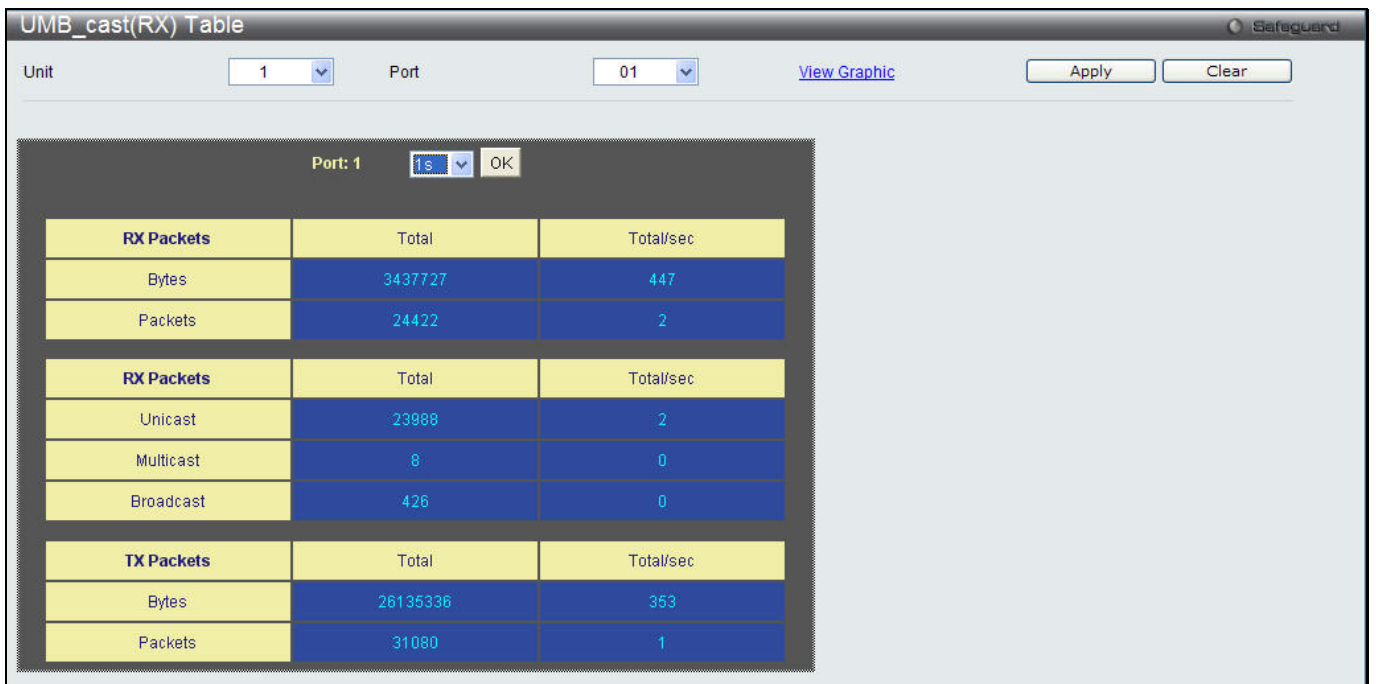 UMB_cast(RX) Table Safeguard
Unit 1 Port 01 View Graphic Apply Clear
Port: 1 1s OK
RX Packets Total Total/sec
Bytes 3437727 447
Packets 24422 2
RX Packets Total Total/sec
Unicast 23988 2
Multicast 8 0
Broadcast 426 0
TX Packets Total Total/sec
Bytes 26135336 353
Packets 31080 1